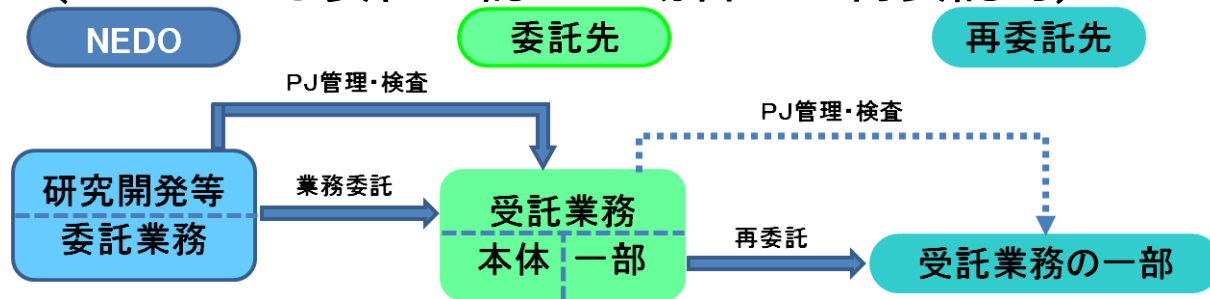 NEDO
委託先
再委託先
PJ管理・検査
PJ管理・検査
研究開発等
委託業務
業務委託
受託業務
本体 一部
再委託
受託業務の一部